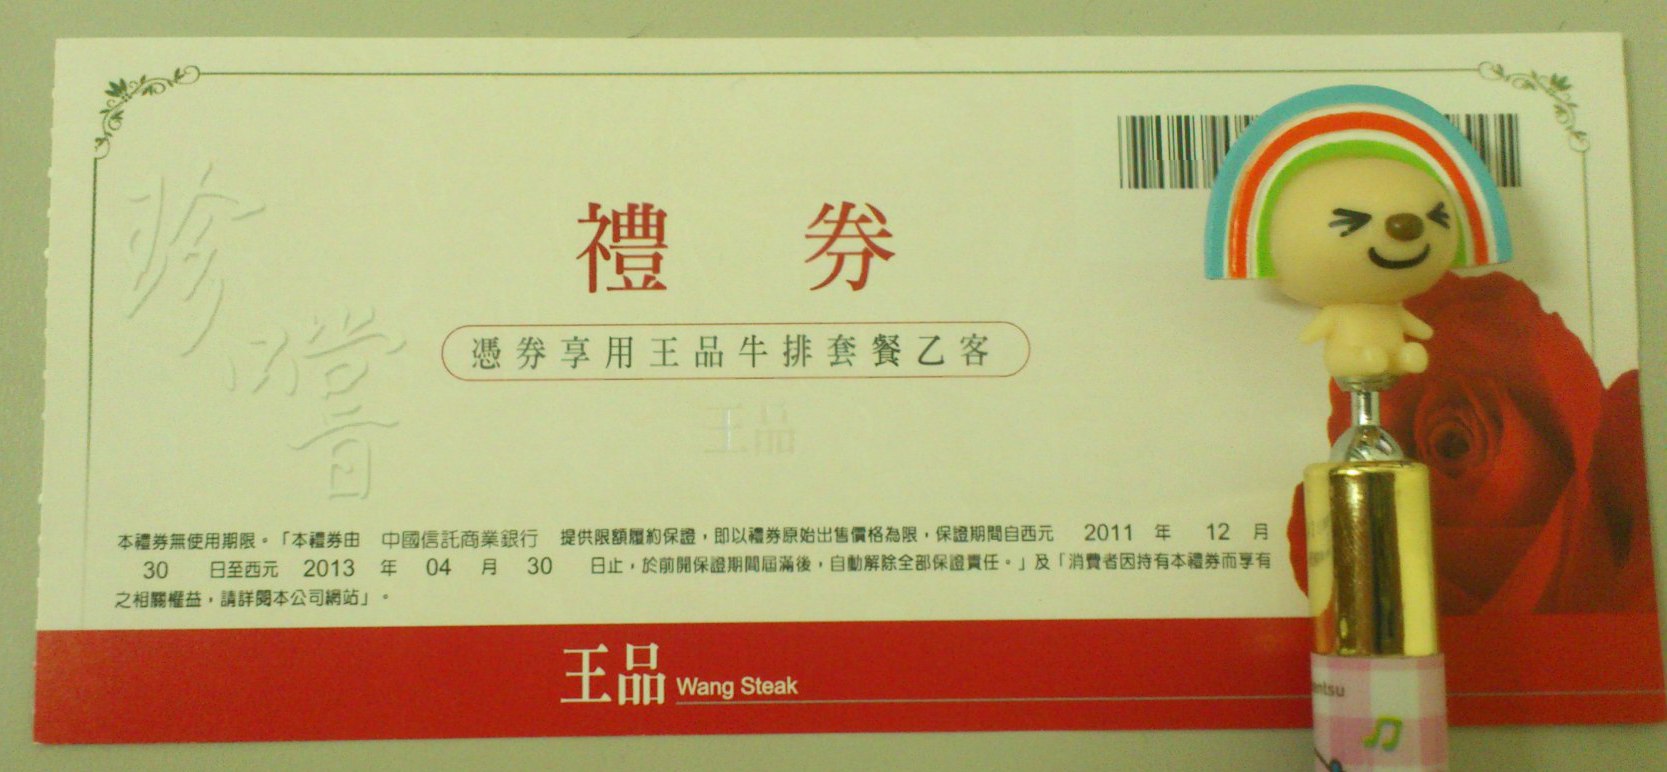 禮券
憑券享用王品牛排套餐乙客
王品
本禮券無使用期限。「本禮券由 中國信託商業銀行 提供限額履約保證，即以禮券原始出售價格為限，保證期間自西元 2011 年 12 月
30 日至西元 2013 年 04 月 30 日止，於前開保證期間屆滿後，自動解除全部保證責任。」及「消費者因持有本禮券而享有
之相關權益，請詳閱本公司網站」。
王品 Wang Steak